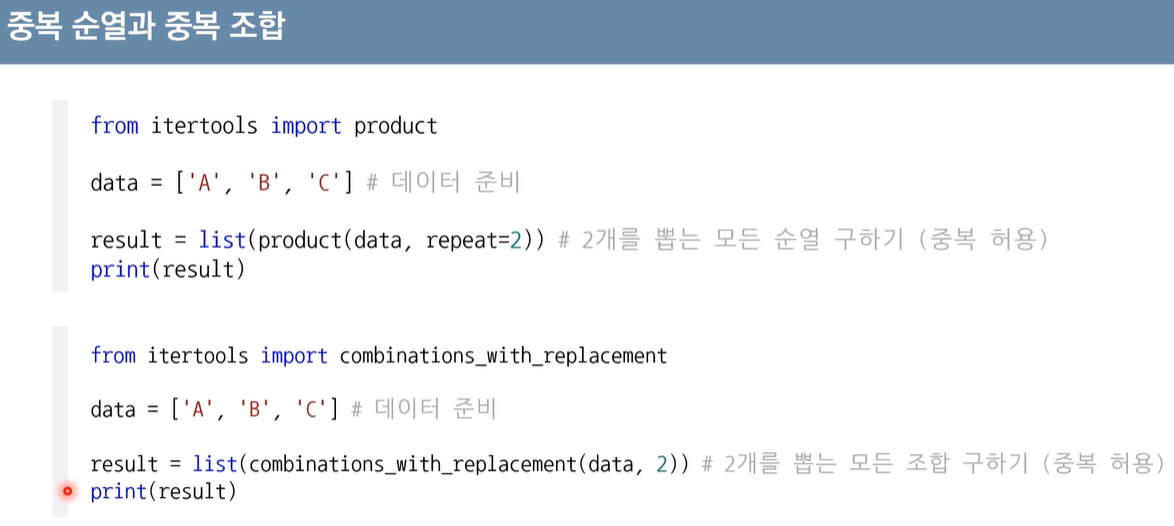 중복 순열과 중복 조합
from itertools import product
data = ['A', 'B', 'C'] # 데이터 준비
result = list(product(data, repeat=2)) # 2개를 뽑는 모든 순열 구하기 (중복 허용)
print(result)
from itertools import combinations_with_replacement
data = ['A', 'B', 'C'] # 데이터 준비
result = list(combinations_with_replacement(data, 2)) # 2개를 뽑는 모든 조합 구하기 (중복 허용)
print(result)